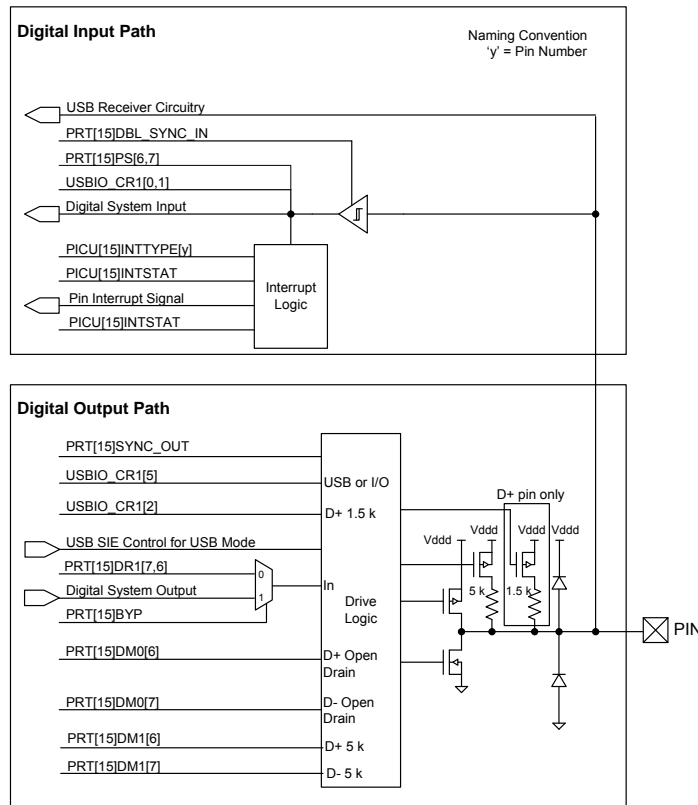 Digital Input Path
Naming Convention
‘y’ = Pin Number
USB Receiver Circuitry
PRT[15]DBL_SYNC_IN
PRT[15]PS[6,7]
USBIO_CR1[0,1]
Digital System Input
PICU[15]INTTYPE[y]
PICU[15]INTSTAT
Pin Interrupt Signal
PICU[15]INTSTAT
Interrupt
Logic
Digital Output Path
PRT[15]SYNC_OUT
USBIO_CR1[5]
USB or I/O
USBIO_CR1[2]
D+ 1.5 k
D+ pin only
Vddd
Vddd
Vddd
Vddd
USB SIE Control for USB Mode
PRT[15]DR1[7,6]
0
Digital System Output
1
In
PRT[15]BYP
Drive
Logic
5 k
1.5 k
PIN
PRT[15]DM0[6]
D+ Open
Drain
PRT[15]DM0[7]
D- Open
Drain
PRT[15]DM1[6]
D+ 5 k
PRT[15]DM1[7]
D- 5 k